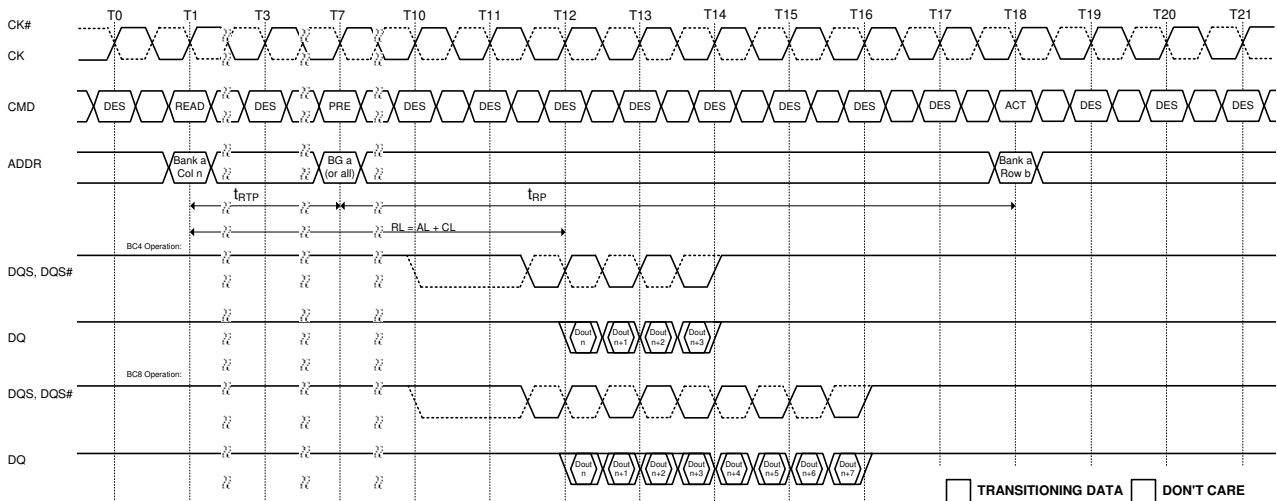 T0 T1 T3 T7 T10 T11 T12 T13 T14 T15 T16 T17 T18 T19 T20 T21
CK#
CK
CMD DES READ DES PRE DES DES DES DES DES DES DES DES ACT DES DES DES
ADDR Bank a Col n BG a (or all) Bank a Row b
tRTP tRP
RL = AL + CL
BC4 Operation:
DQS, DQS#
DQ Dout n Dout n+1 Dout n+2 Dout n+3
BC8 Operation:
DQS, DQS#
DQ Dout n Dout n+1 Dout n+2 Dout n+3 Dout n+4 Dout n+5 Dout n+6 Dout n+7
TRANSITIONING DATA DON'T CARE